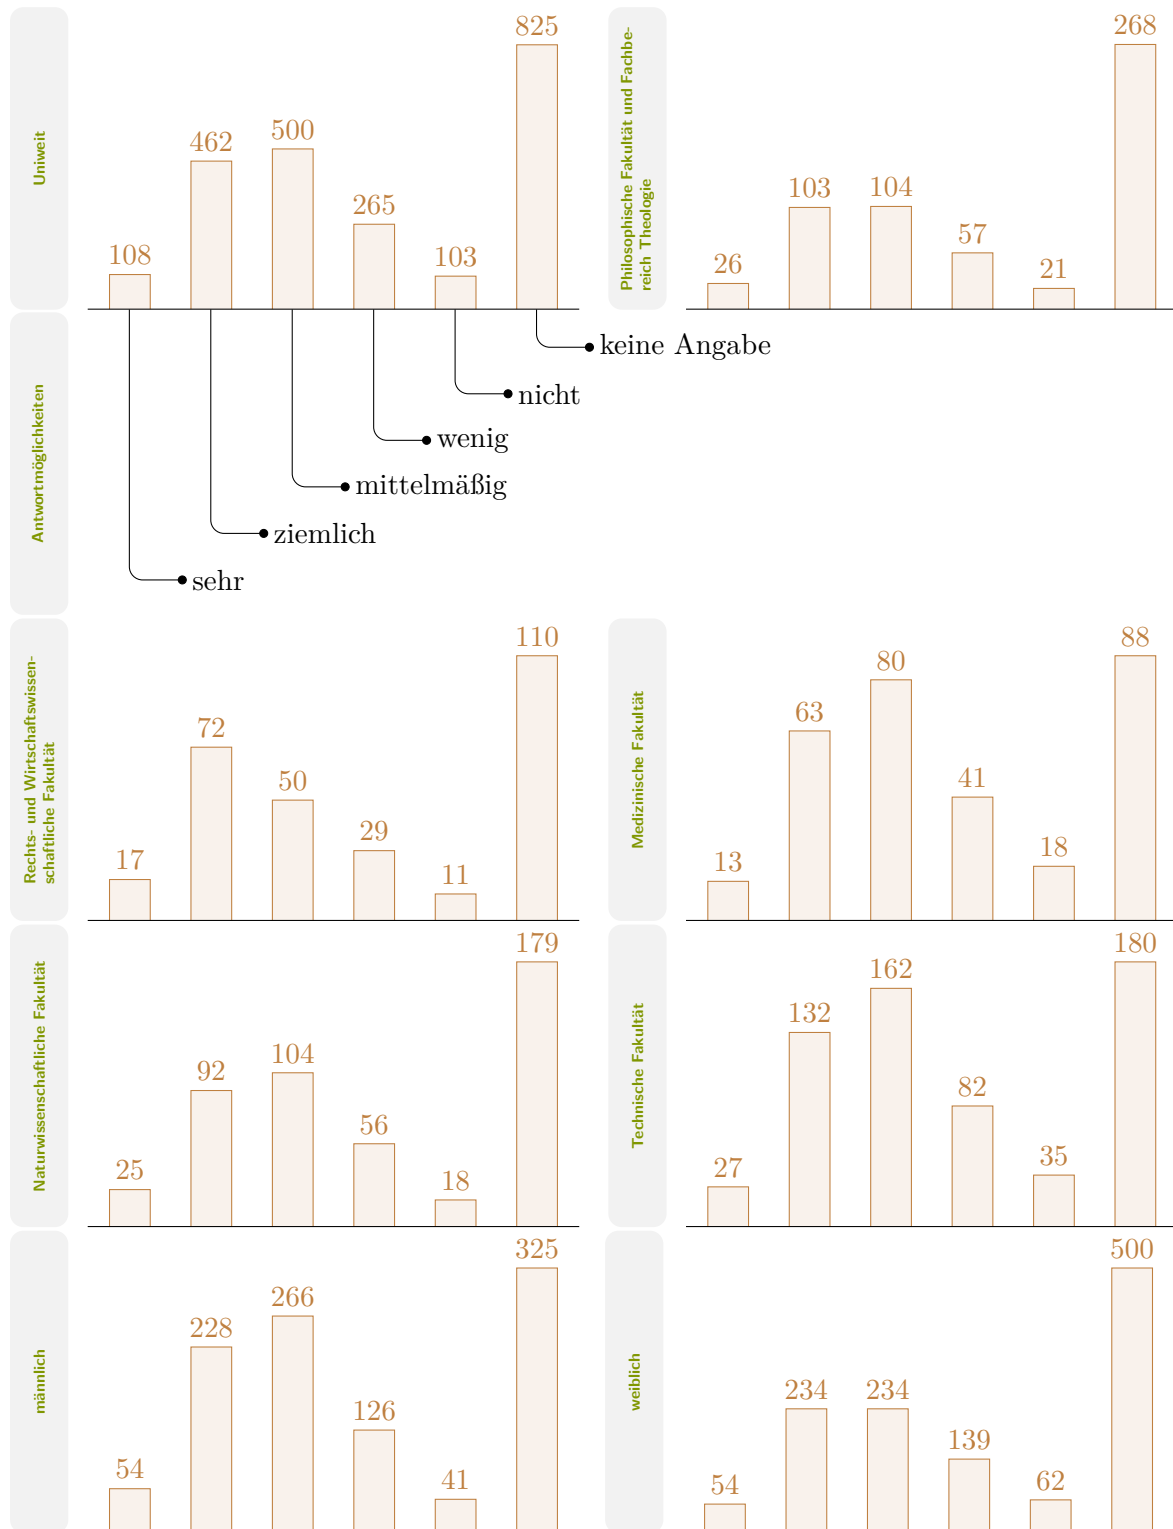 Uniweit
108
462
500
265
103
825
Philosophische Fakultät und Fachbe-
reich Theologie
26
103
104
57
21
268
Antwortmöglichkeiten
keine Angabe
nicht
wenig
mittelmäßig
ziemlich
sehr
Rechts- und Wirtschaftswissen-
schaftliche Fakultät
17
72
50
29
11
110
Medizinische Fakultät
13
63
80
41
18
88
Naturwissenschaftliche Fakultät
25
92
104
56
18
179
Technische Fakultät
27
132
162
82
35
180
männlich
54
228
266
126
41
325
weiblich
54
234
234
139
62
500